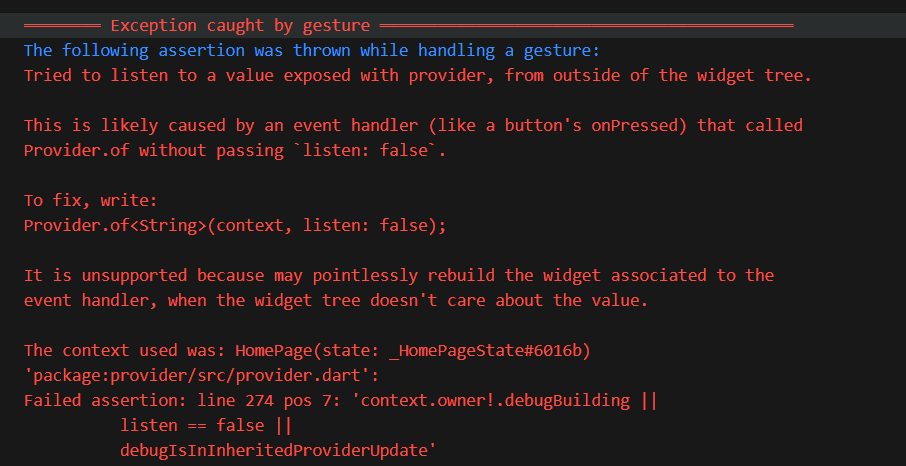 ════════ Exception caught by gesture ═══════════════════════════════════════════
The following assertion was thrown while handling a gesture:
Tried to listen to a value exposed with provider, from outside of the widget tree.
This is likely caused by an event handler (like a button's onPressed) that called
Provider.of without passing `listen: false`.
To fix, write:
Provider.of<String>(context, listen: false);
It is unsupported because may pointlessly rebuild the widget associated to the
event handler, when the widget tree doesn't care about the value.
The context used was: HomePage(state: _HomePageState#6016b)
'package:provider/src/provider.dart':
Failed assertion: line 274 pos 7: 'context.owner!.debugBuilding ||
listen == false ||
debugIsInInheritedProviderUpdate'